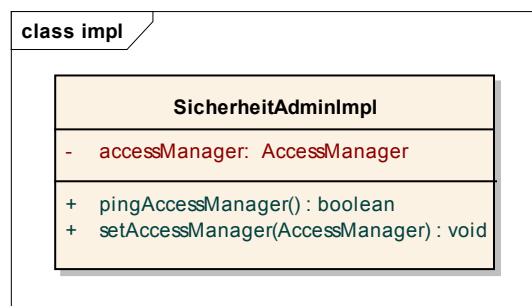 class impl
SicherheitAdminImpl
- accessManager: AccessManager
+ pingAccessManager() : boolean
+ setAccessManager(AccessManager) : void